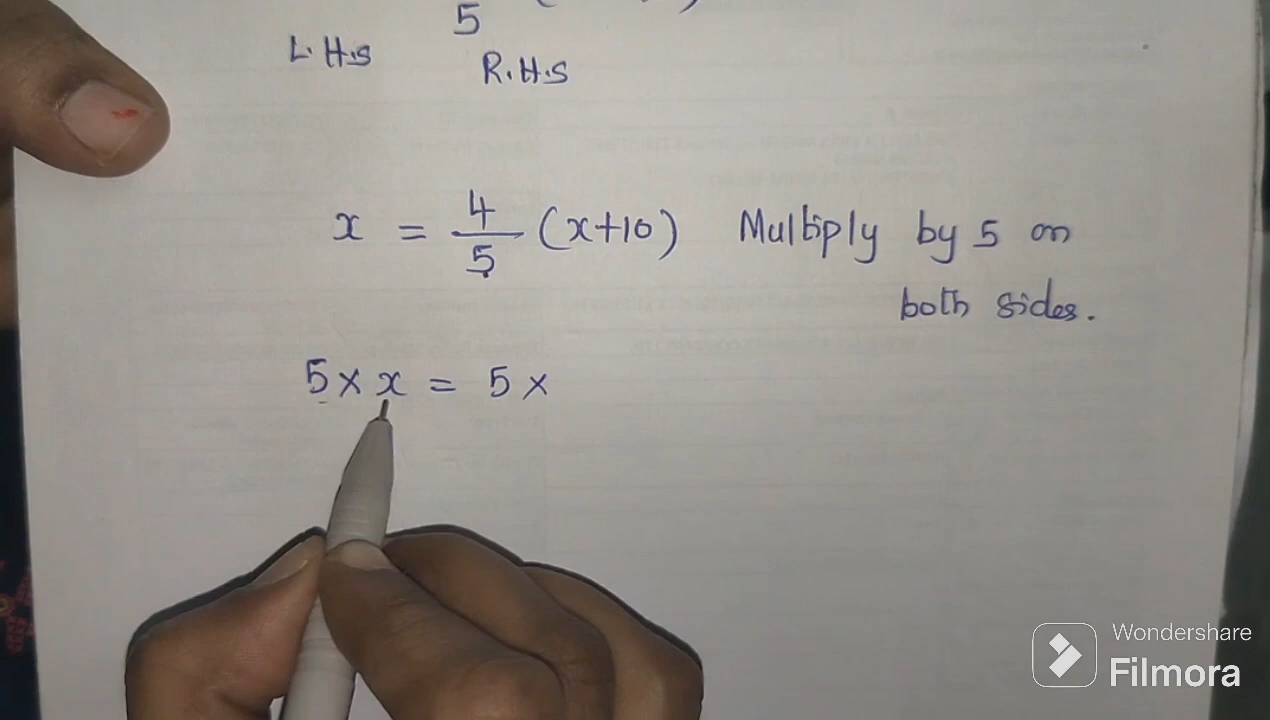 5
L.H.S
R.H.S
x = 4/5 (x+10) Multiply by 5 on
both sides.
5 × x = 5 ×
Wondershare
Filmora